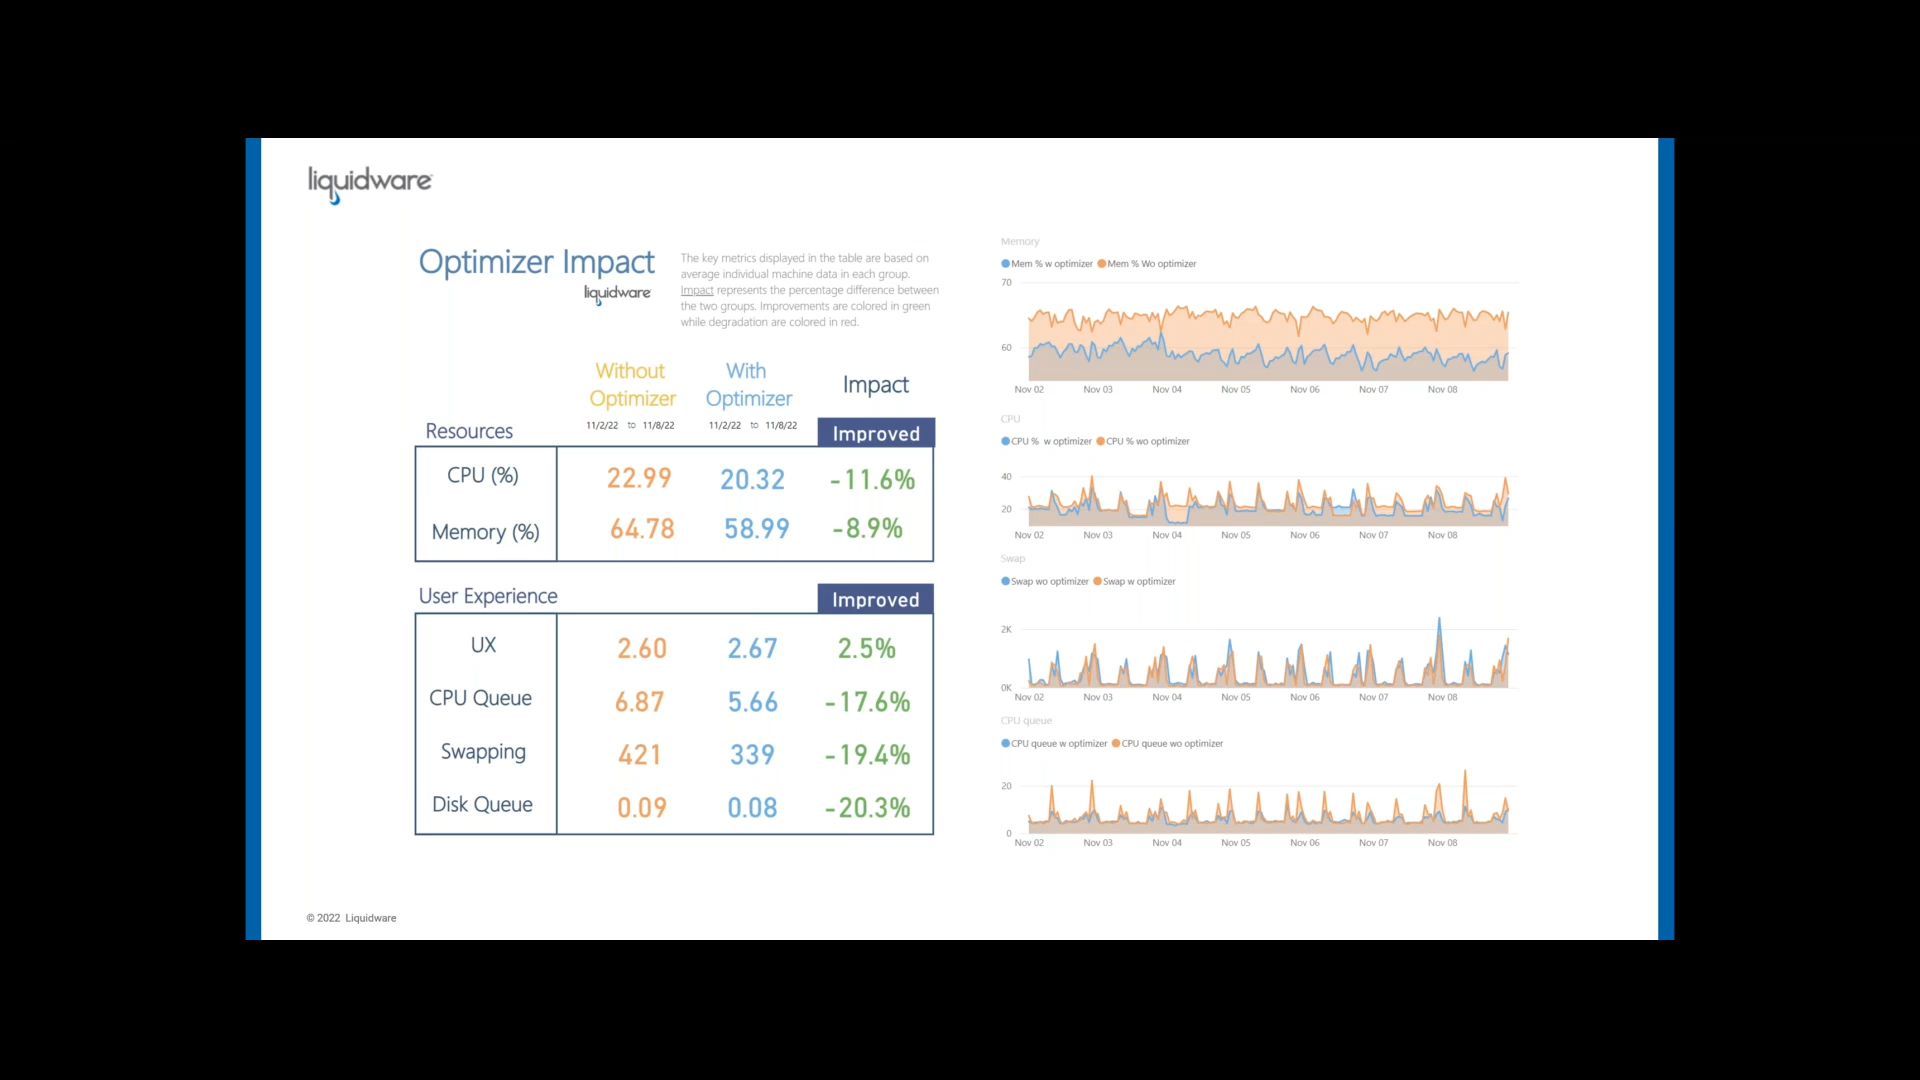 liquidware
Optimizer Impact
liquidware
The key metrics displayed in the table are based on
average individual machine data in each group.
Impact represents the percentage difference between
the two groups. Improvements are colored in green
while degradation are colored in red.
Without
Optimizer
With
Optimizer
Impact
11/2/22 to 11/8/22
11/2/22 to 11/8/22
Resources
Improved
CPU (%) 22.99 20.32 -11.6%
Memory (%) 64.78 58.99 -8.9%
User Experience
Improved
UX 2.60 2.67 2.5%
CPU Queue 6.87 5.66 -17.6%
Swapping 421 339 -19.4%
Disk Queue 0.09 0.08 -20.3%
Memory
Mem % w optimizer Mem % Wo optimizer
70
60
Nov 02 Nov 03 Nov 04 Nov 05 Nov 06 Nov 07 Nov 08
CPU
CPU % w optimizer CPU % wo optimizer
40
20
Nov 02 Nov 03 Nov 04 Nov 05 Nov 06 Nov 07 Nov 08
Swap
Swap wo optimizer Swap w optimizer
2K
0K
Nov 02 Nov 03 Nov 04 Nov 05 Nov 06 Nov 07 Nov 08
CPU queue
CPU queue w optimizer CPU queue wo optimizer
20
0
Nov 02 Nov 03 Nov 04 Nov 05 Nov 06 Nov 07 Nov 08
© 2022 Liquidware